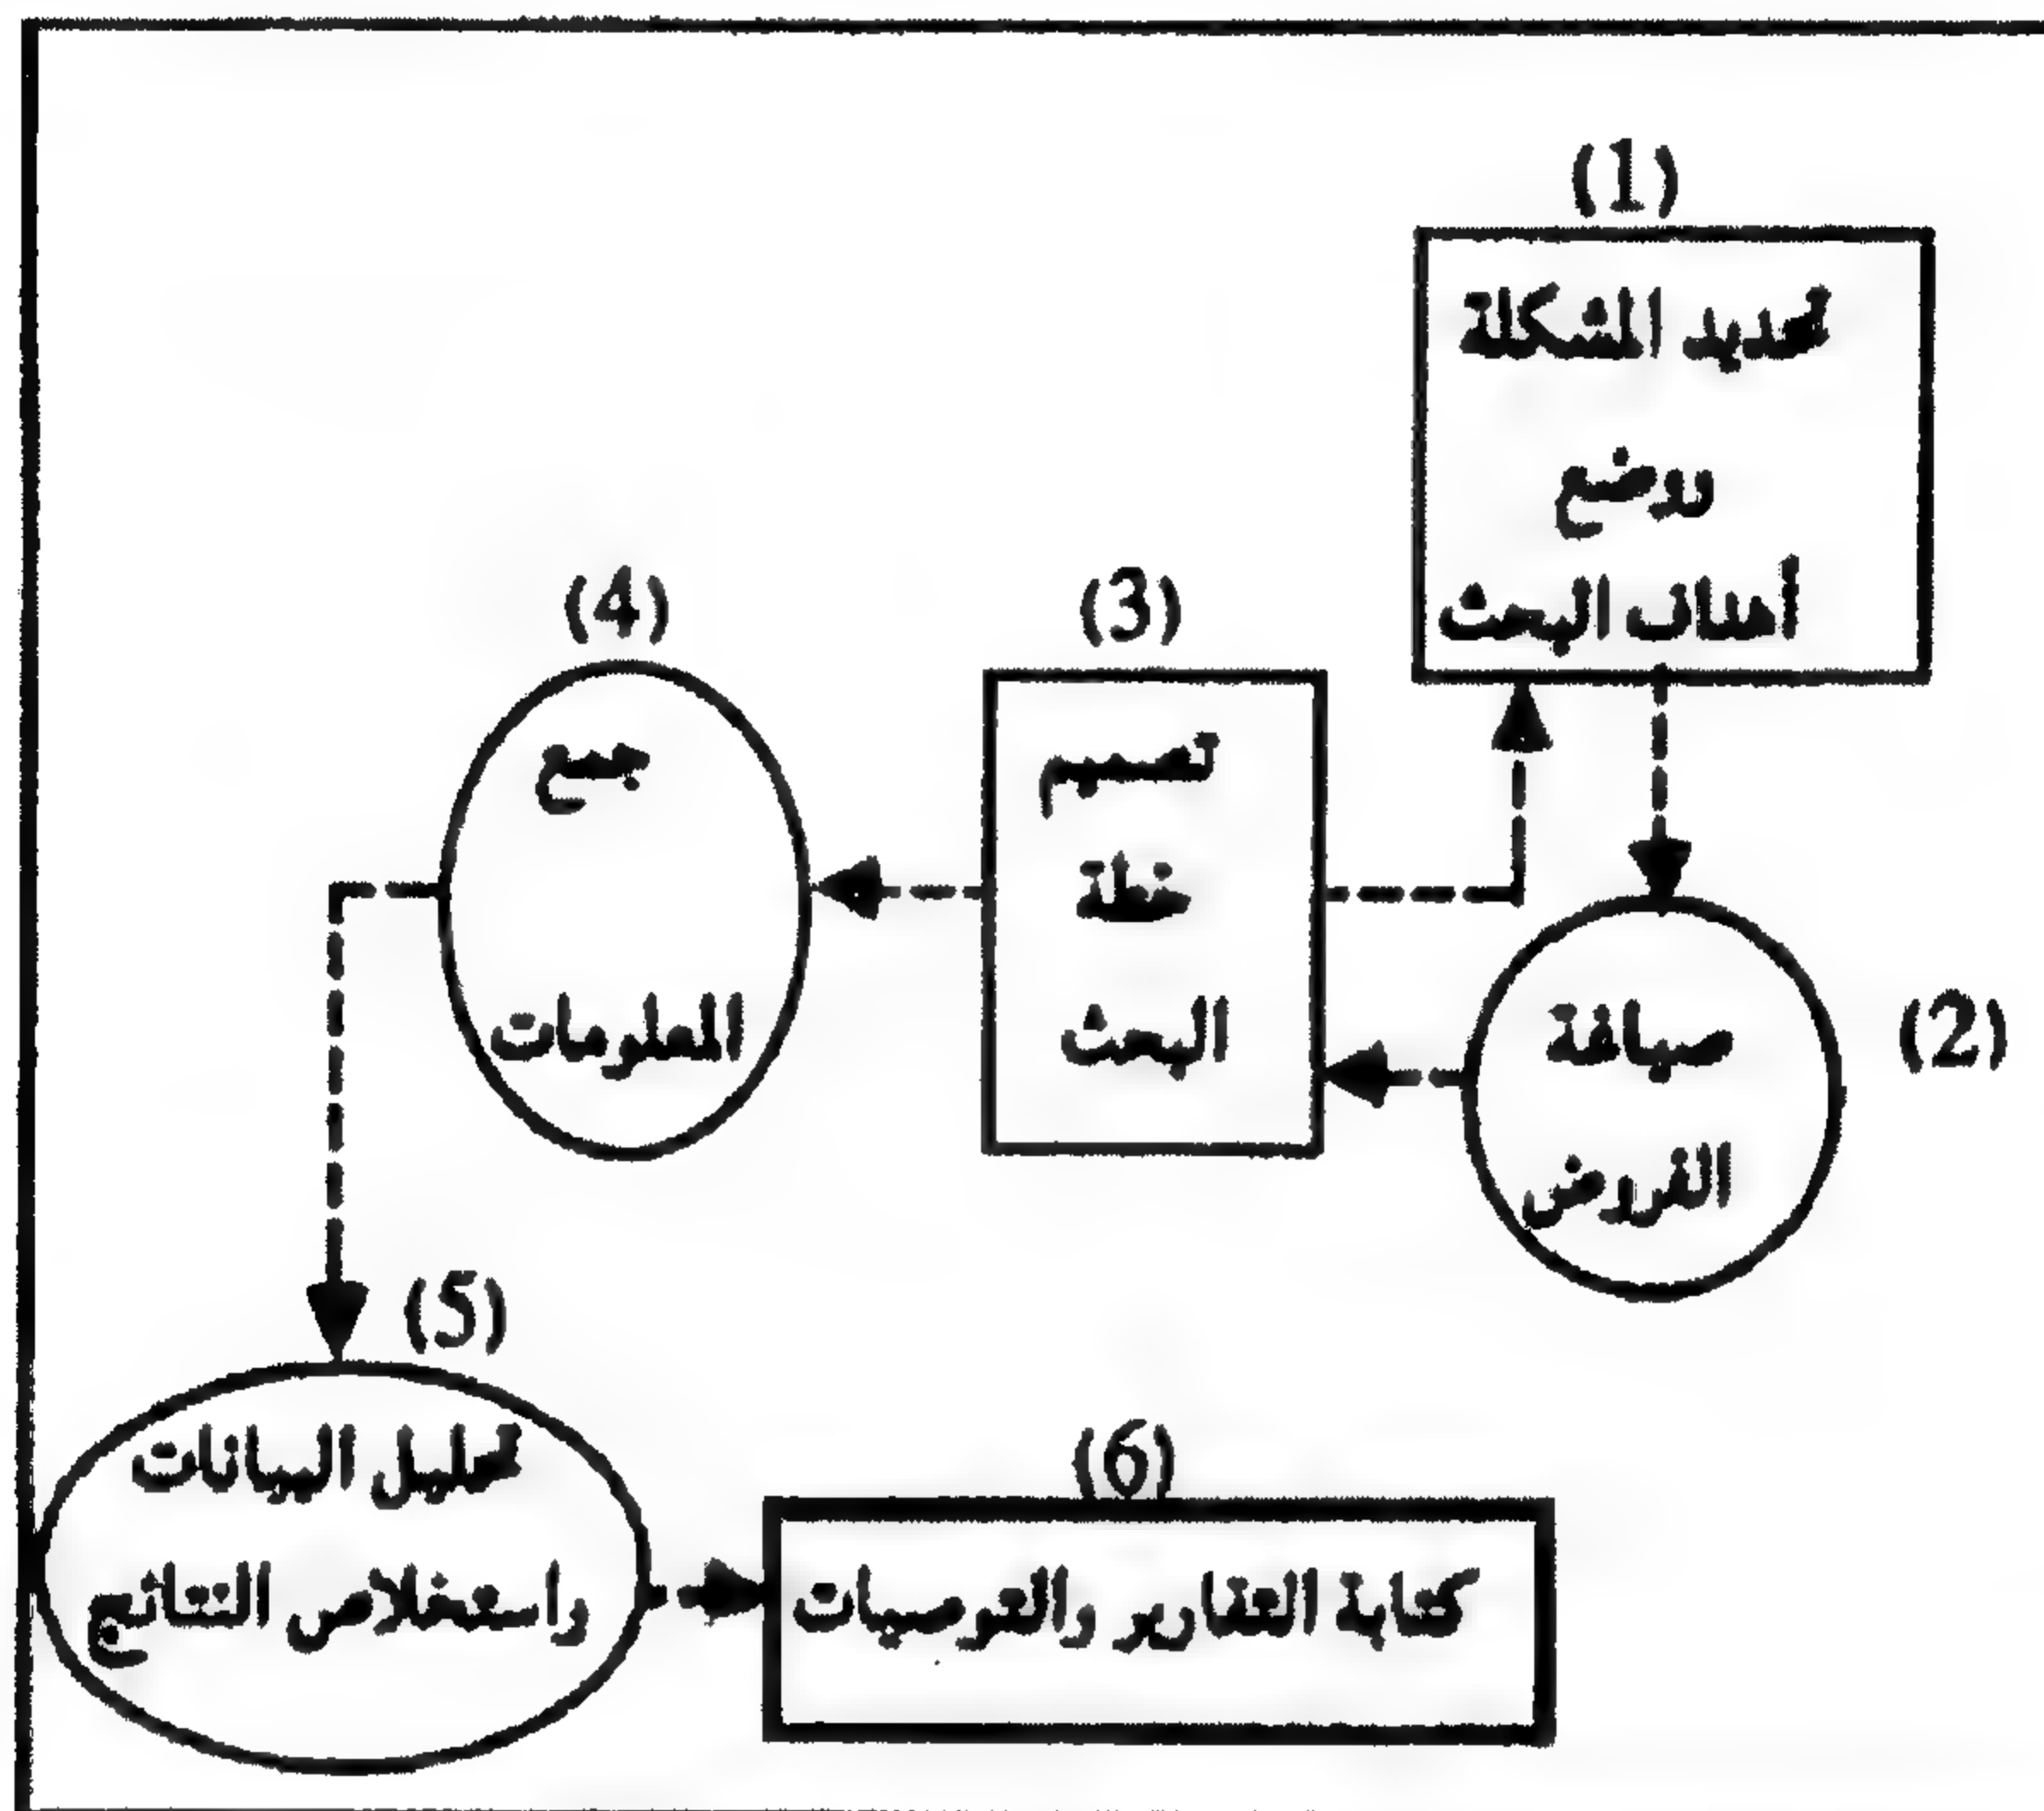 (1)
تحديد المشكلة
ووضع
أهداف البحث
(2)
صياغة
الفروض
(3)
تصميم
خطة
البحث
(4)
جمع
المعلومات
(5)
تحليل البيانات
واستخلاص النتائج
(6)
كتابة التقارير والتوصيات